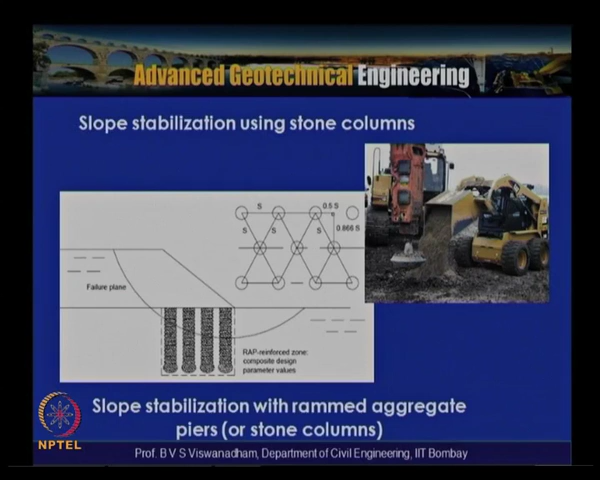 Advanced Geotechnical Engineering
Slope stabilization using stone columns
S
0.5 S
S
S
0.866 S
Failure plane
RAP-reinforced zone:
composite design
parameter values
Slope stabilization with rammed aggregate
piers (or stone columns)
NPTEL
Prof. B V S Viswanadham, Department of Civil Engineering, IIT Bombay